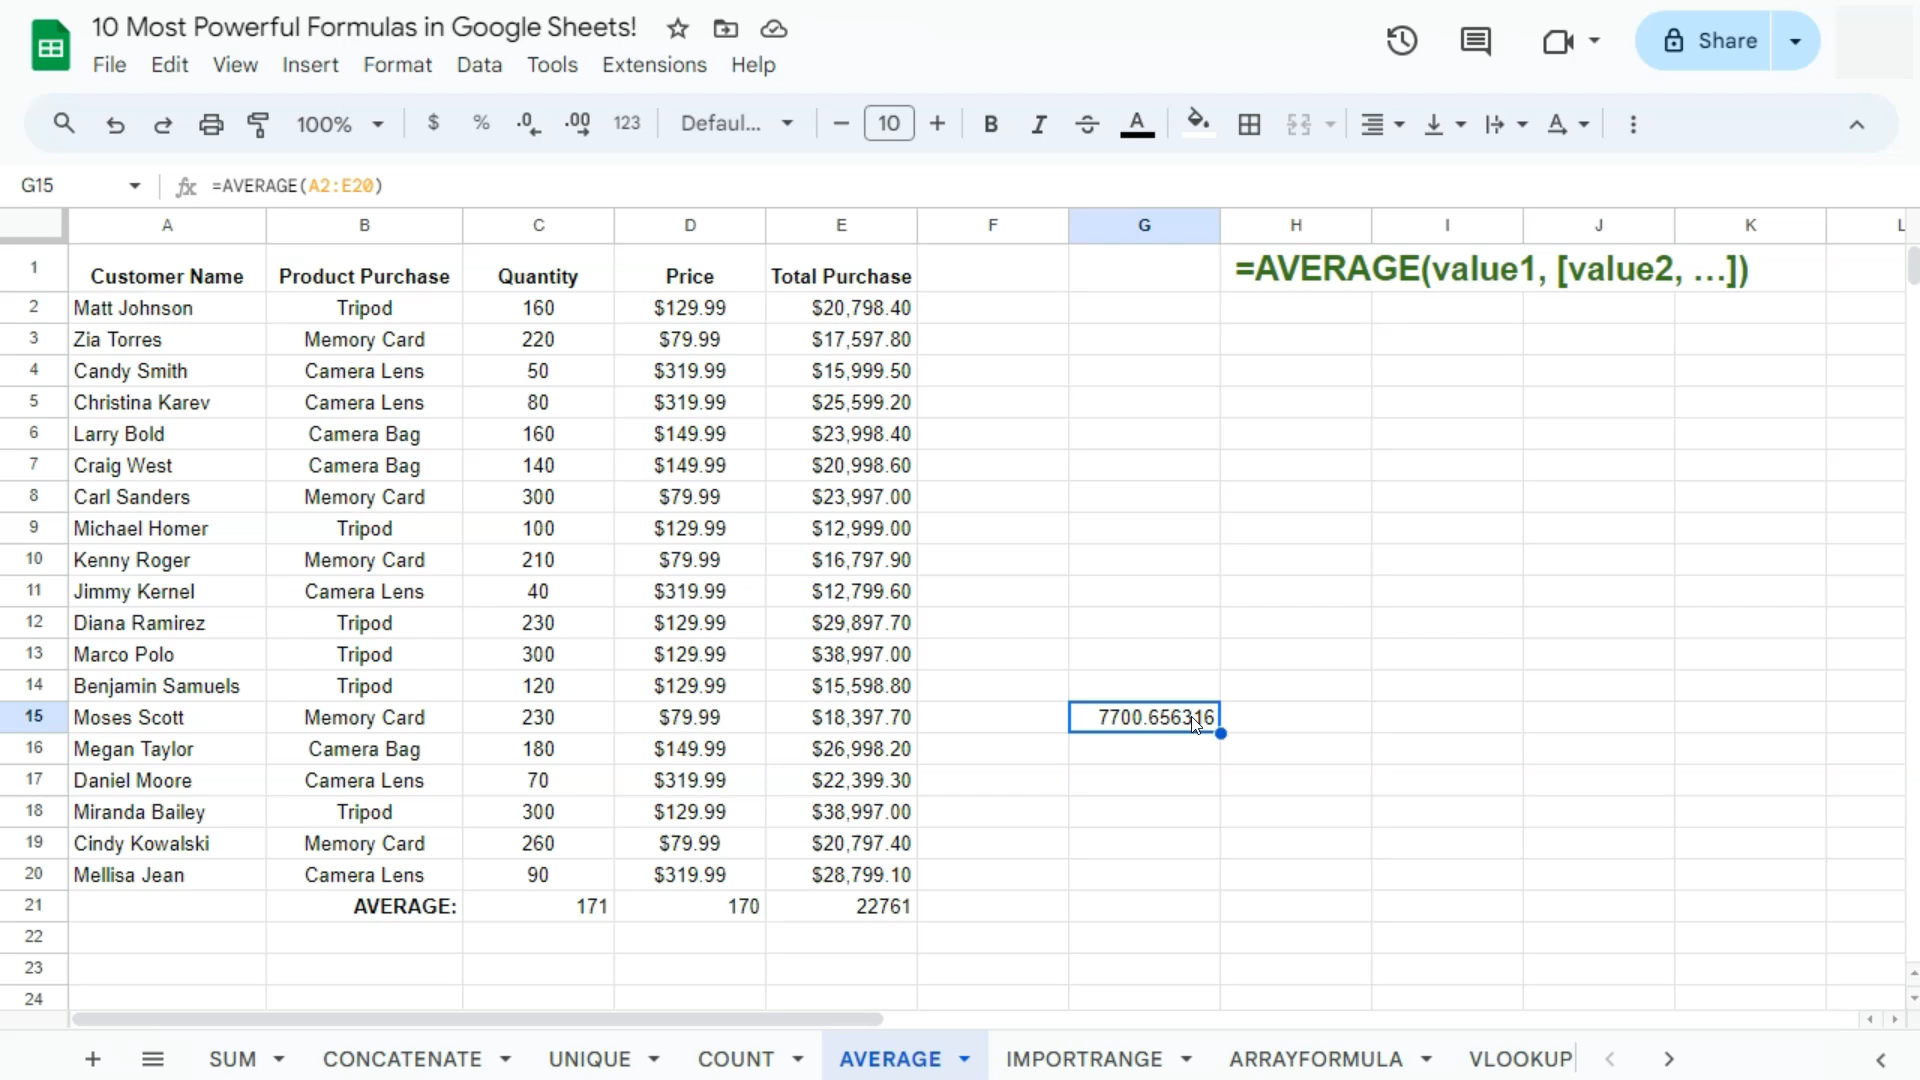 10 Most Powerful Formulas in Google Sheets!
File Edit View Insert Format Data Tools Extensions Help
Share
100% $ % .0 .00 123 Defaul... 10 B I A
G15 fx =AVERAGE(A2:E20)
A B C D E F G H I J K L
1 Customer Name Product Purchase Quantity Price Total Purchase =AVERAGE(value1, [value2, …])
2 Matt Johnson Tripod 160 $129.99 $20,798.40
3 Zia Torres Memory Card 220 $79.99 $17,597.80
4 Candy Smith Camera Lens 50 $319.99 $15,999.50
5 Christina Karev Camera Lens 80 $319.99 $25,599.20
6 Larry Bold Camera Bag 160 $149.99 $23,998.40
7 Craig West Camera Bag 140 $149.99 $20,998.60
8 Carl Sanders Memory Card 300 $79.99 $23,997.00
9 Michael Homer Tripod 100 $129.99 $12,999.00
10 Kenny Roger Memory Card 210 $79.99 $16,797.90
11 Jimmy Kernel Camera Lens 40 $319.99 $12,799.60
12 Diana Ramirez Tripod 230 $129.99 $29,897.70
13 Marco Polo Tripod 300 $129.99 $38,997.00
14 Benjamin Samuels Tripod 120 $129.99 $15,598.80
15 Moses Scott Memory Card 230 $79.99 $18,397.70 7700.656316
16 Megan Taylor Camera Bag 180 $149.99 $26,998.20
17 Daniel Moore Camera Lens 70 $319.99 $22,399.30
18 Miranda Bailey Tripod 300 $129.99 $38,997.00
19 Cindy Kowalski Memory Card 260 $79.99 $20,797.40
20 Mellisa Jean Camera Lens 90 $319.99 $28,799.10
21 AVERAGE: 171 170 22761
22
23
24
SUM CONCATENATE UNIQUE COUNT AVERAGE IMPORTRANGE ARRAYFORMULA VLOOKUP